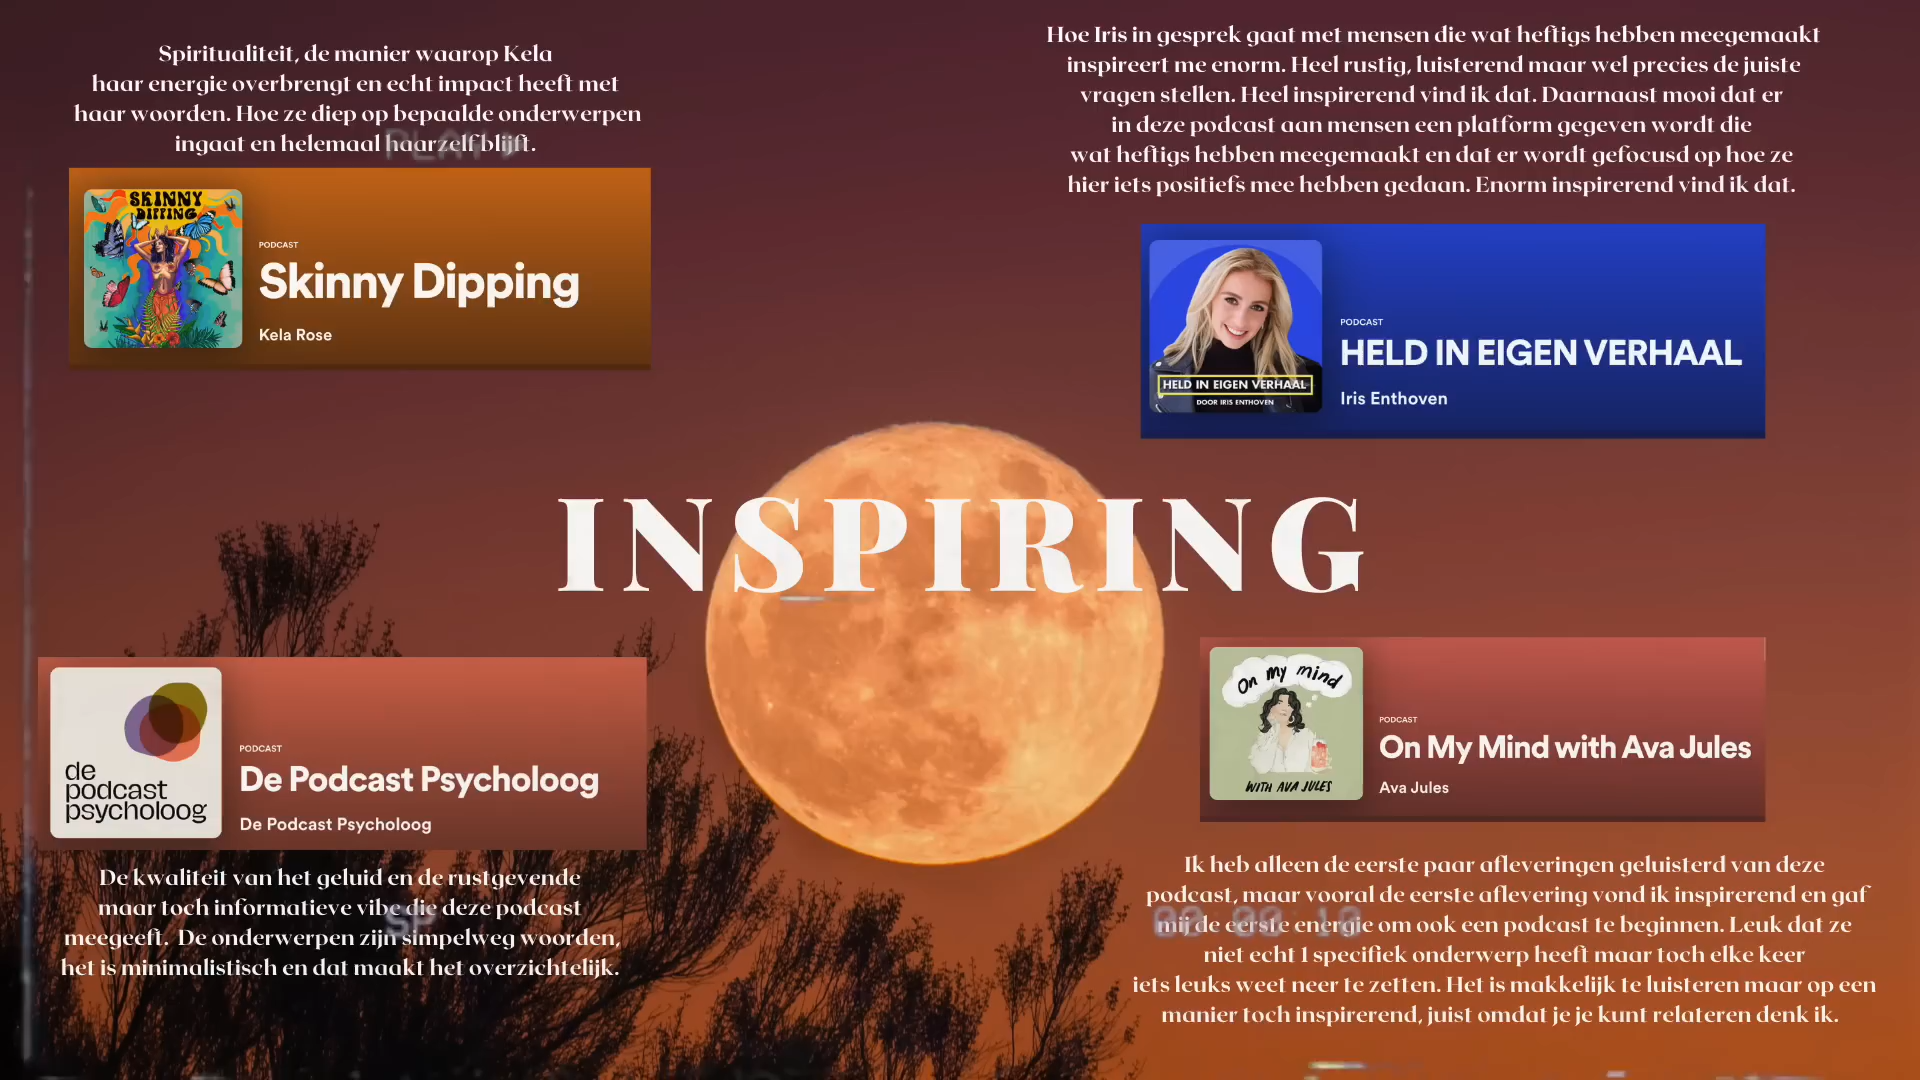 Spiritualiteit, de manier waarop Kela
haar energie overbrengt en echt impact heeft met
haar woorden. Hoe ze diep op bepaalde onderwerpen
ingaat en helemaal haarzelf blijft.
PLAY
SKINNY
DIPPING
PODCAST
Skinny Dipping
Kela Rose
Hoe Iris in gesprek gaat met mensen die wat heftigs hebben meegemaakt
inspireert me enorm. Heel rustig, luisterend maar wel precies de juiste
vragen stellen. Heel inspirerend vind ik dat. Daarnaast mooi dat er
in deze podcast aan mensen een platform gegeven wordt die
wat heftigs hebben meegemaakt en dat er wordt gefocusd op hoe ze
hier iets positiefs mee hebben gedaan. Enorm inspirerend vind ik dat.
HELD IN EIGEN VERHAAL
DOOR IRIS ENTHOVEN
PODCAST
HELD IN EIGEN VERHAAL
Iris Enthoven
INSPIRING
de
podcast
psycholoog
PODCAST
De Podcast Psycholoog
De Podcast Psycholoog
De kwaliteit van het geluid en de rustgevende
maar toch informatieve vibe die deze podcast
meegeeft. De onderwerpen zijn simpelweg woorden,
het is minimalistisch en dat maakt het overzichtelijk.
SP
On my mind
WITH AVA JULES
PODCAST
On My Mind with Ava Jules
Ava Jules
Ik heb alleen de eerste paar afleveringen geluisterd van deze
podcast, maar vooral de eerste aflevering vond ik inspirerend en gaf
mij de eerste energie om ook een podcast te beginnen. Leuk dat ze
niet echt 1 specifiek onderwerp heeft maar toch elke keer
iets leuks weet neer te zetten. Het is makkelijk te luisteren maar op een
manier toch inspirerend, juist omdat je je kunt relateren denk ik.